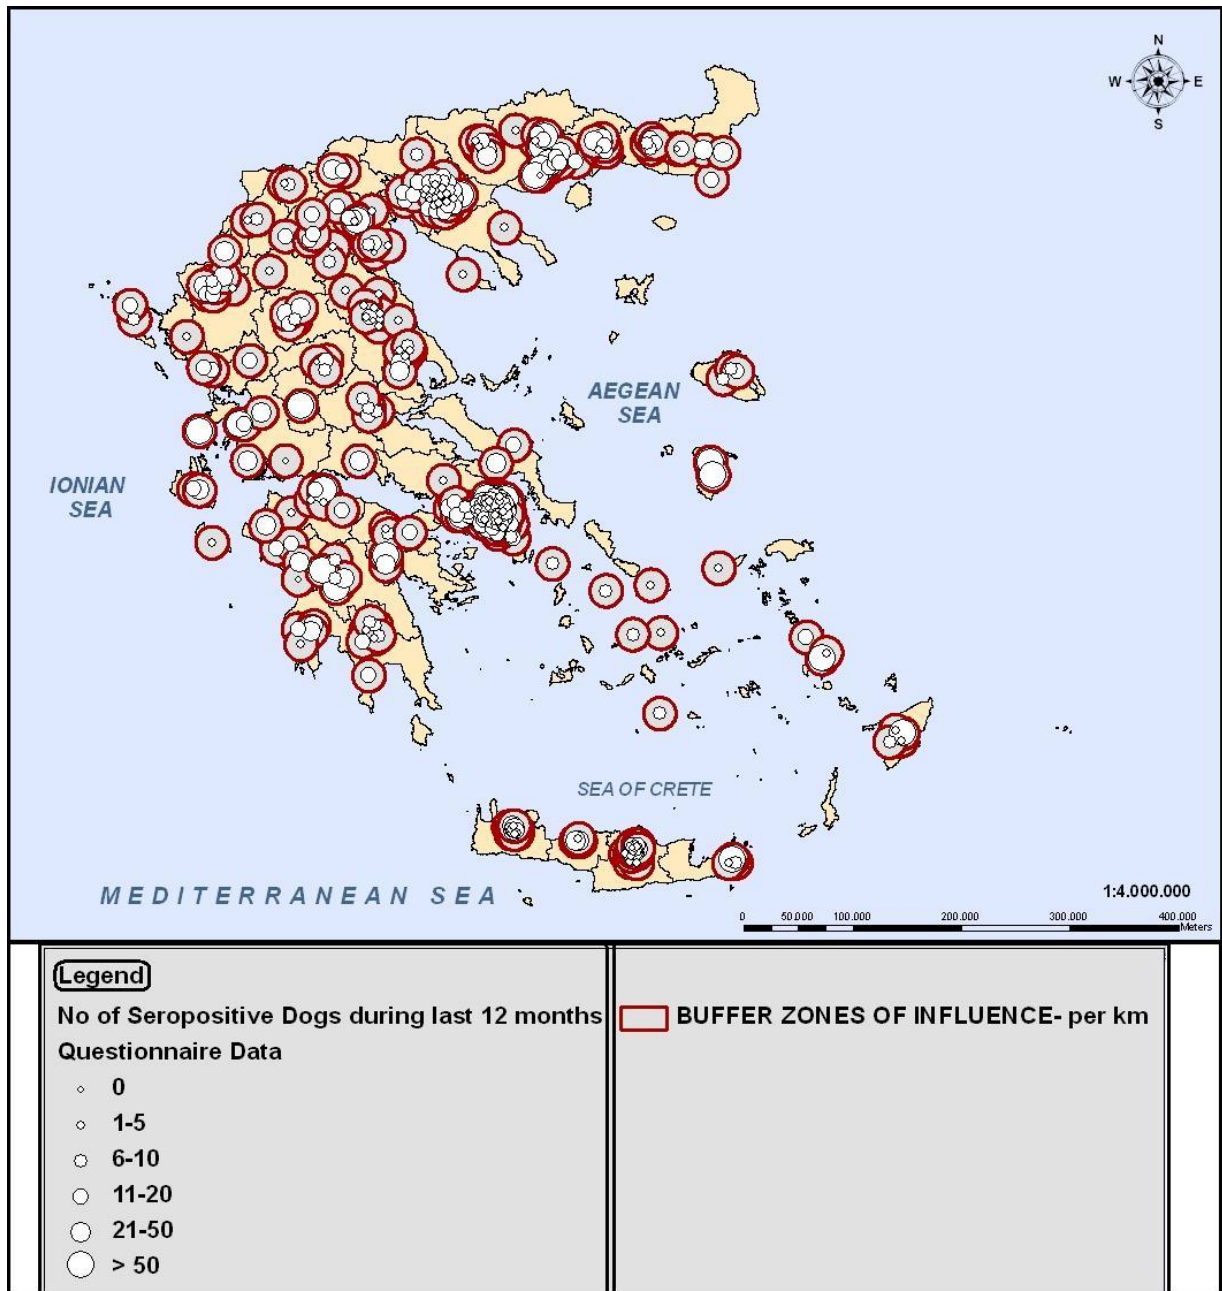 N
W E
S
AEGEAN
SEA
IONIAN
SEA
SEA OF CRETE
MEDITERRANEAN SEA
1:4.000.000
0 50.000 100.000 200.000 300.000 400.000
Meters
Legend
No of Seropositive Dogs during last 12 months
Questionnaire Data
0
1-5
6-10
11-20
21-50
> 50
BUFFER ZONES OF INFLUENCE- per km